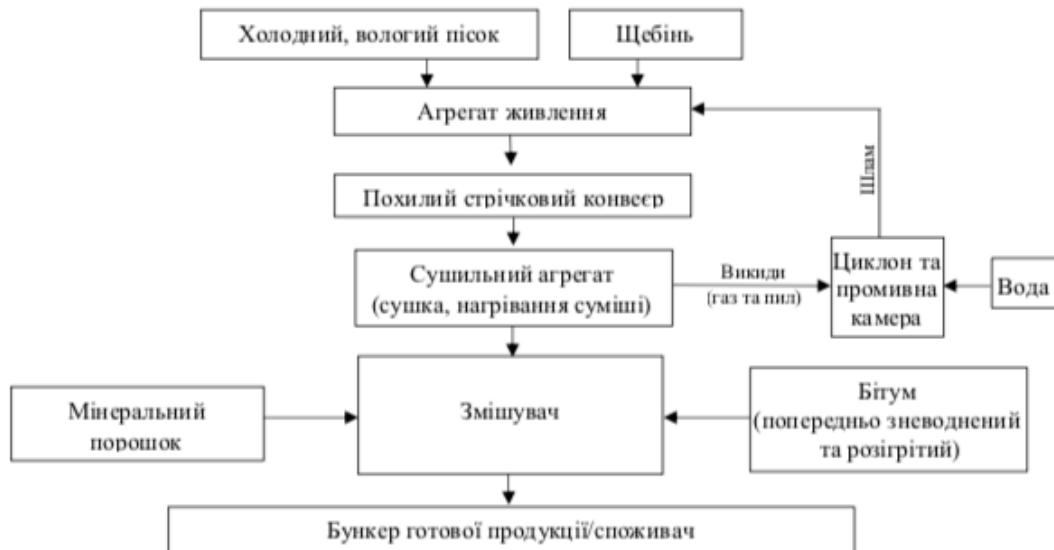 Холодний, вологий пісок
Щебінь
Агрегат живлення
Шлам
Похилий стрічковий конвеєр
Сушильний агрегат
(сушка, нагрівання суміші)
Викиди
(газ та пил)
Циклон та
промивна
камера
Вода
Мінеральний
порошок
Змішувач
Бітум
(попередньо зневоднений
та розігрітий)
Бункер готової продукції/споживач